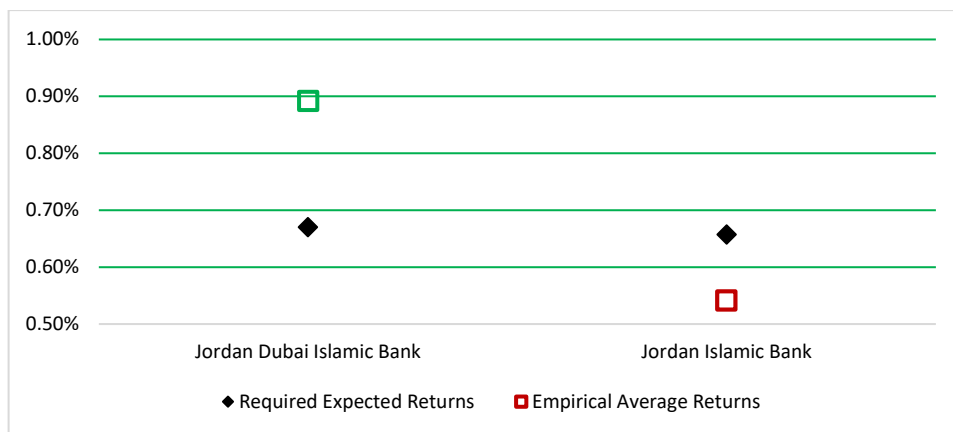 1.00%
0.90%
0.80%
0.70%
0.60%
0.50%
Jordan Dubai Islamic Bank
Jordan Islamic Bank
Required Expected Returns
Empirical Average Returns